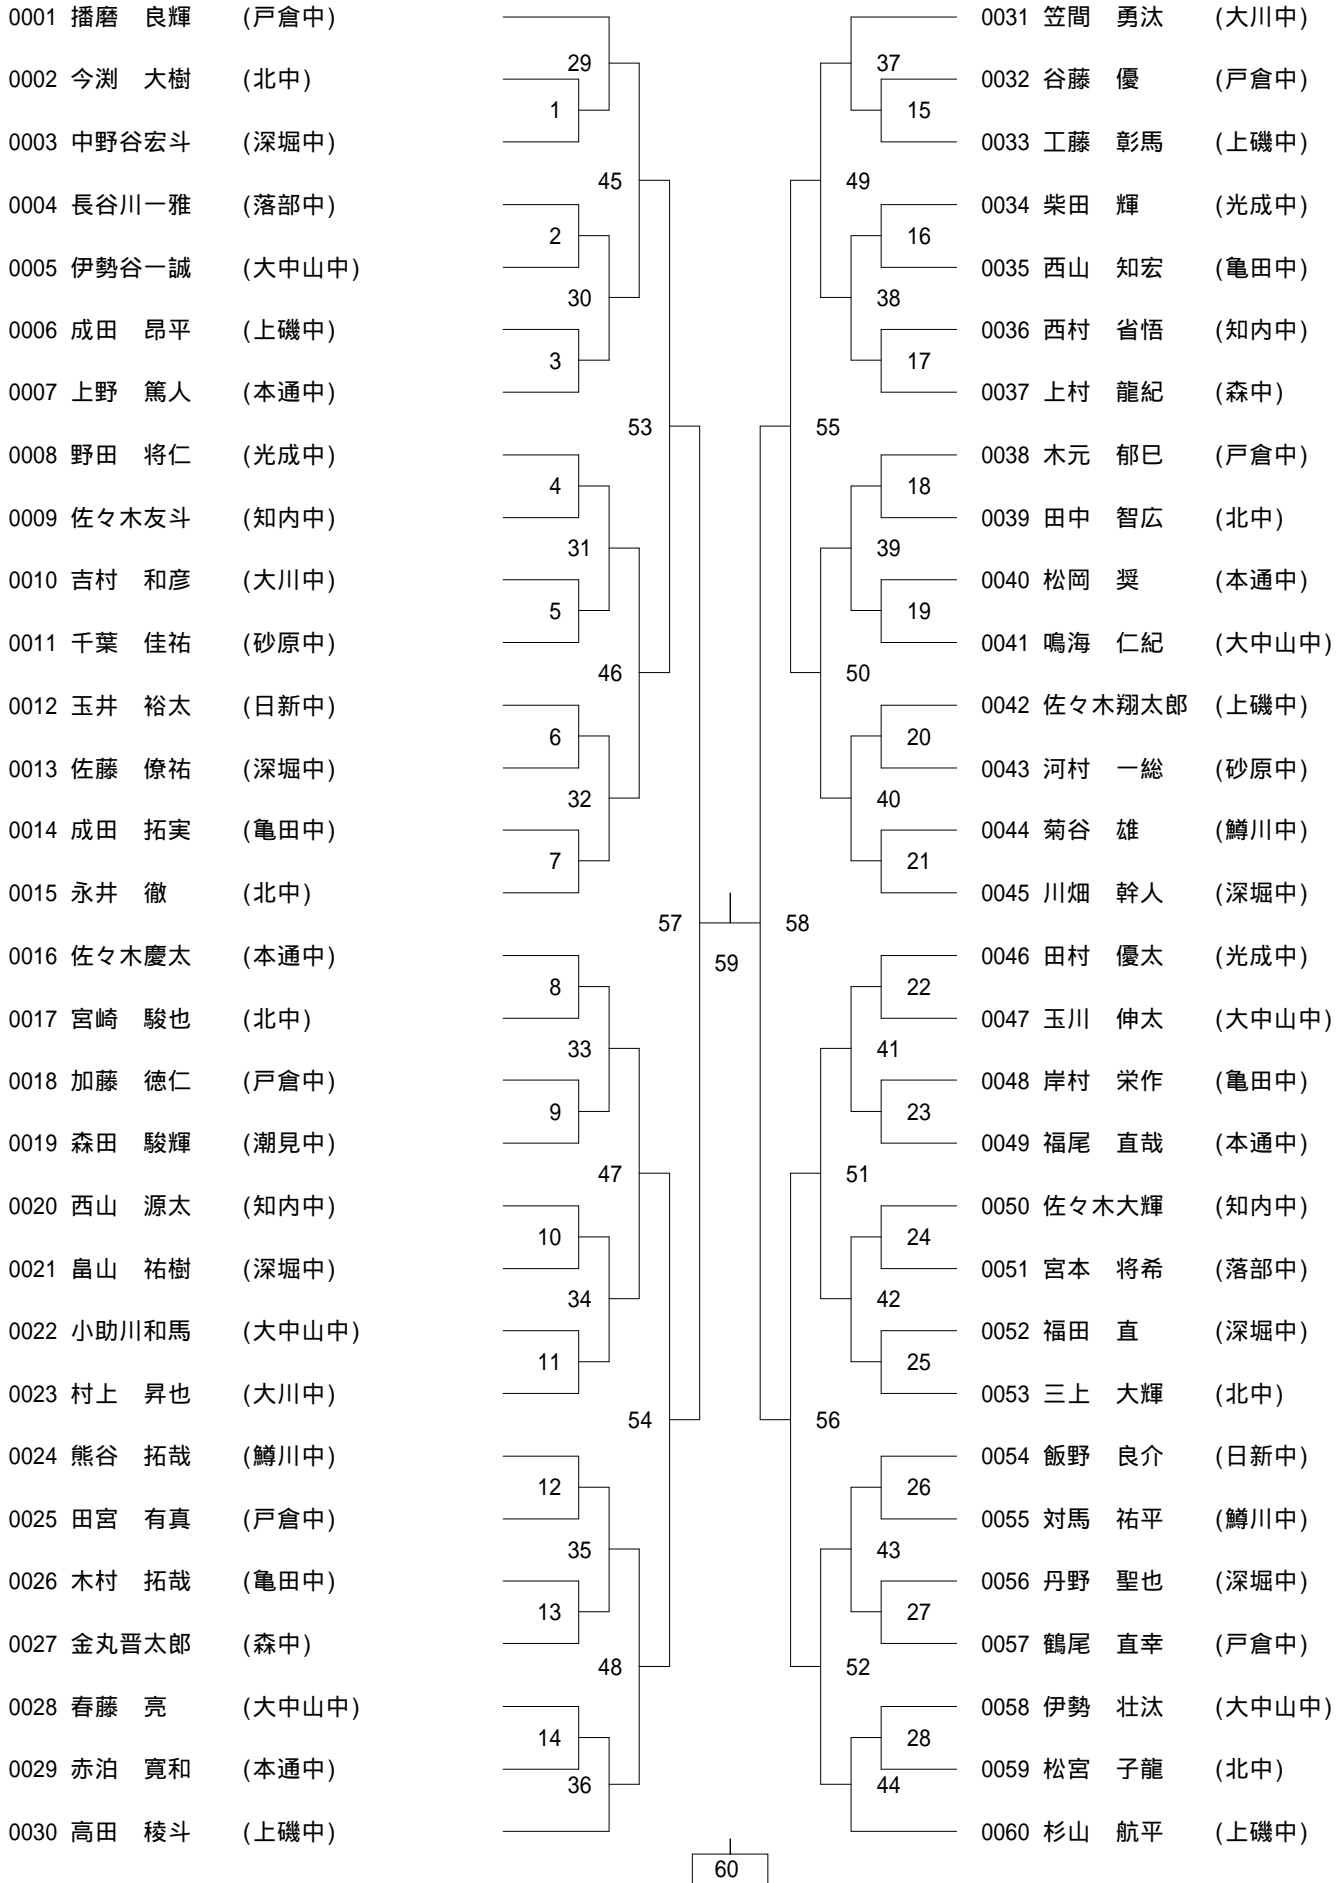 0001 播磨　良輝 (戸倉中)
0002 今渕　大樹 (北中)
0003 中野谷宏斗 (深堀中)
0004 長谷川一雅 (落部中)
0005 伊勢谷一誠 (大中山中)
0006 成田　昂平 (上磯中)
0007 上野　篤人 (本通中)
0008 野田　将仁 (光成中)
0009 佐々木友斗 (知内中)
0010 吉村　和彦 (大川中)
0011 千葉　佳祐 (砂原中)
0012 玉井　裕太 (日新中)
0013 佐藤　僚祐 (深堀中)
0014 成田　拓実 (亀田中)
0015 永井　徹 (北中)
0016 佐々木慶太 (本通中)
0017 宮崎　駿也 (北中)
0018 加藤　徳仁 (戸倉中)
0019 森田　駿輝 (潮見中)
0020 西山　源太 (知内中)
0021 畠山　祐樹 (深堀中)
0022 小助川和馬 (大中山中)
0023 村上　昇也 (大川中)
0024 熊谷　拓哉 (鱒川中)
0025 田宮　有真 (戸倉中)
0026 木村　拓哉 (亀田中)
0027 金丸晋太郎 (森中)
0028 春藤　亮 (大中山中)
0029 赤泊　寛和 (本通中)
0030 高田　稜斗 (上磯中)
29
1
45
2
30
3
53
4
31
5
46
6
32
7
57
8
33
9
47
10
34
11
54
12
35
13
48
14
36
59
60
37
15
49
16
38
17
55
18
39
19
50
20
40
21
58
22
41
23
51
24
42
25
56
26
43
27
52
28
44
0031 笠間　勇汰 (大川中)
0032 谷藤　優 (戸倉中)
0033 工藤　彰馬 (上磯中)
0034 柴田　輝 (光成中)
0035 西山　知宏 (亀田中)
0036 西村　省悟 (知内中)
0037 上村　龍紀 (森中)
0038 木元　郁巳 (戸倉中)
0039 田中　智広 (北中)
0040 松岡　奨 (本通中)
0041 鳴海　仁紀 (大中山中)
0042 佐々木翔太郎 (上磯中)
0043 河村　一総 (砂原中)
0044 菊谷　雄 (鱒川中)
0045 川畑　幹人 (深堀中)
0046 田村　優太 (光成中)
0047 玉川　伸太 (大中山中)
0048 岸村　栄作 (亀田中)
0049 福尾　直哉 (本通中)
0050 佐々木大輝 (知内中)
0051 宮本　将希 (落部中)
0052 福田　直 (深堀中)
0053 三上　大輝 (北中)
0054 飯野　良介 (日新中)
0055 対馬　祐平 (鱒川中)
0056 丹野　聖也 (深堀中)
0057 鶴尾　直幸 (戸倉中)
0058 伊勢　壮汰 (大中山中)
0059 松宮　子龍 (北中)
0060 杉山　航平 (上磯中)